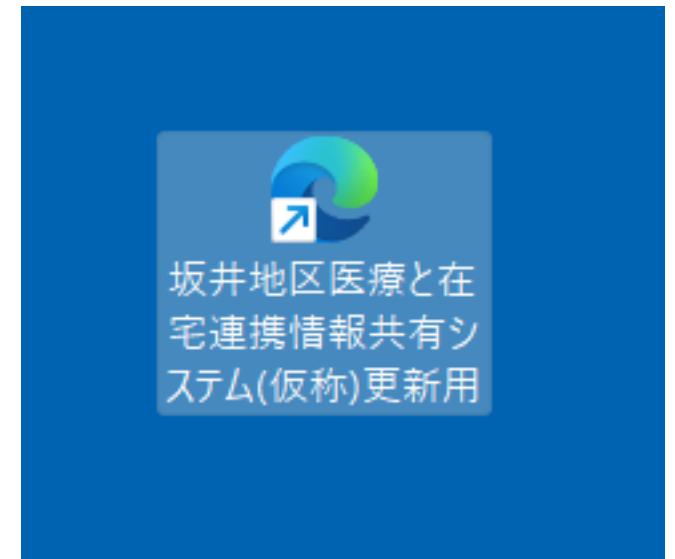 坂井地区医療と在
宅連携情報共有シ
ステム(仮称)更新用